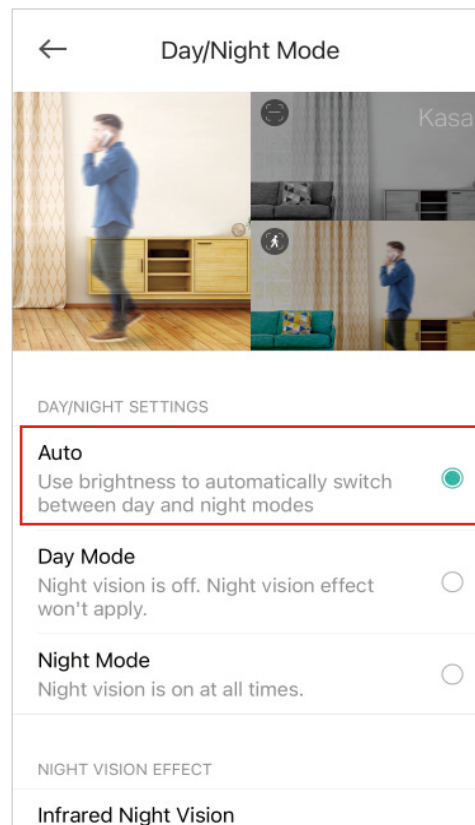 Day/Night Mode
Kasa
DAY/NIGHT SETTINGS
Auto
Use brightness to automatically switch
between day and night modes
Day Mode
Night vision is off. Night vision effect
won't apply.
Night Mode
Night vision is on at all times.
NIGHT VISION EFFECT
Infrared Night Vision